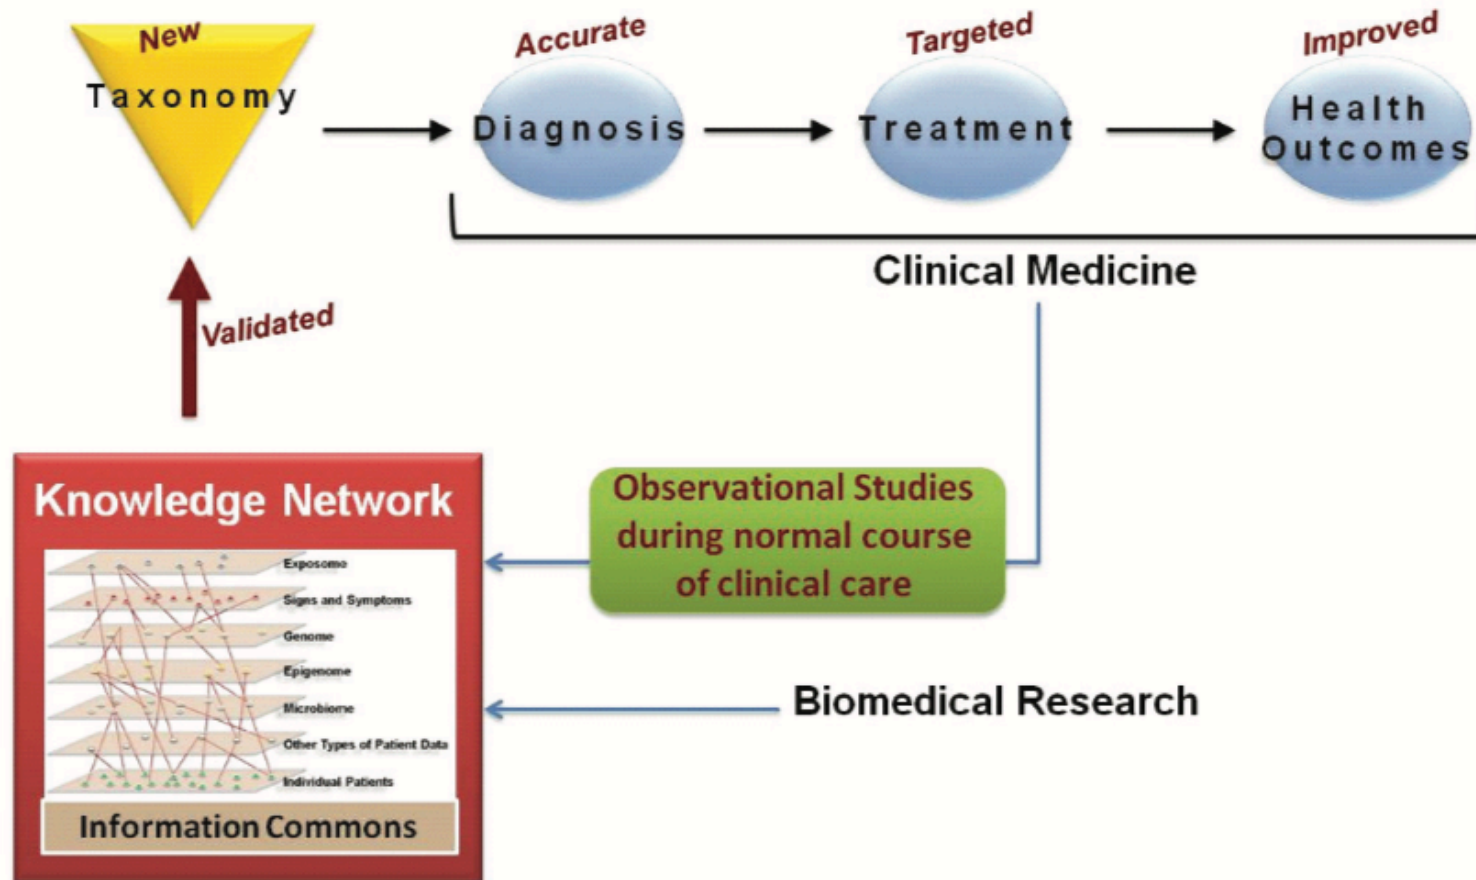 New
Taxonomy
Accurate
Diagnosis
Targeted
Treatment
Improved
Health
Outcomes
Clinical Medicine
Validated
Knowledge Network
Exposome
Signs and Symptoms
Genome
Epigenome
Microbiome
Other Types of Patient Data
Individual Patients
Information Commons
Observational Studies
during normal course
of clinical care
Biomedical Research